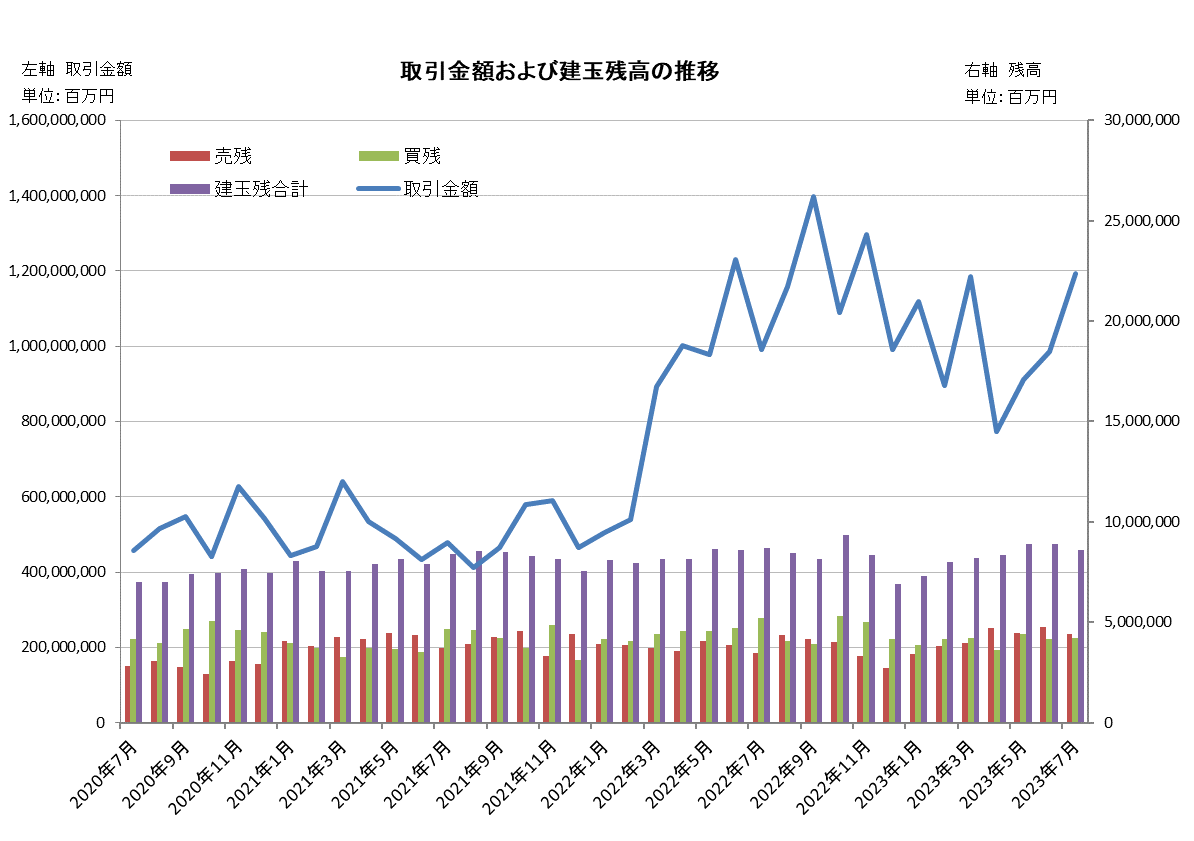 取引金額および建玉残高の推移
左軸 取引金額
単位：百万円
右軸 残高
単位：百万円
売残
買残
建玉残合計
取引金額
1,600,000,000
1,400,000,000
1,200,000,000
1,000,000,000
800,000,000
600,000,000
400,000,000
200,000,000
0
30,000,000
25,000,000
20,000,000
15,000,000
10,000,000
5,000,000
0
2020年7月
2020年9月
2020年11月
2021年1月
2021年3月
2021年5月
2021年7月
2021年9月
2021年11月
2022年1月
2022年3月
2022年5月
2022年7月
2022年9月
2022年11月
2023年1月
2023年3月
2023年5月
2023年7月